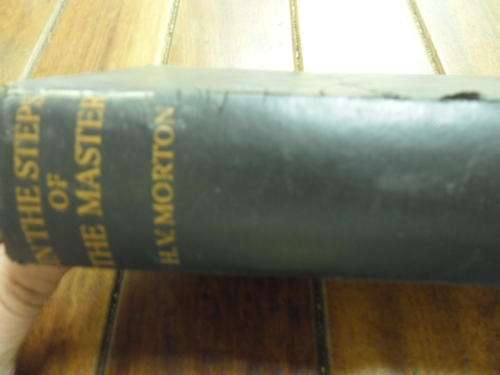 IN THE STEPS
OF
THE MASTER
H.V. MORTON